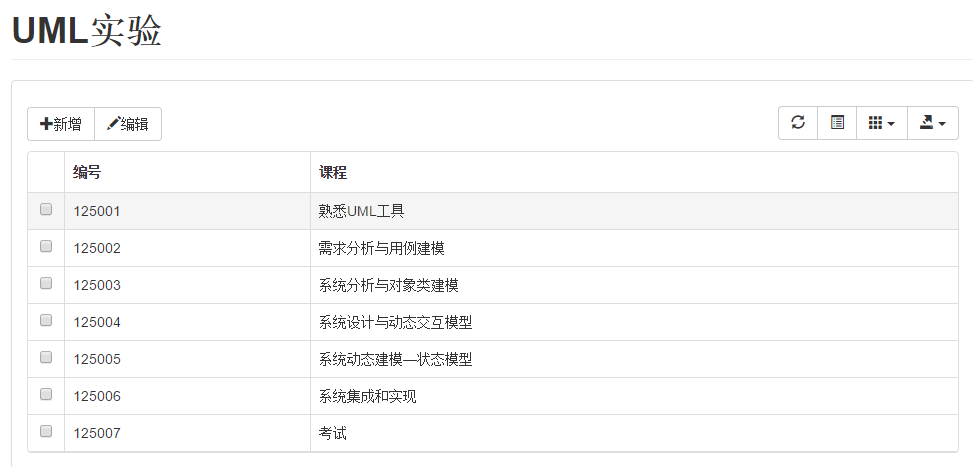 UML实验
新增 编辑
编号 课程
125001 熟悉UML工具
125002 需求分析与用例建模
125003 系统分析与对象类建模
125004 系统设计与动态交互模型
125005 系统动态建模—状态模型
125006 系统集成和实现
125007 考试